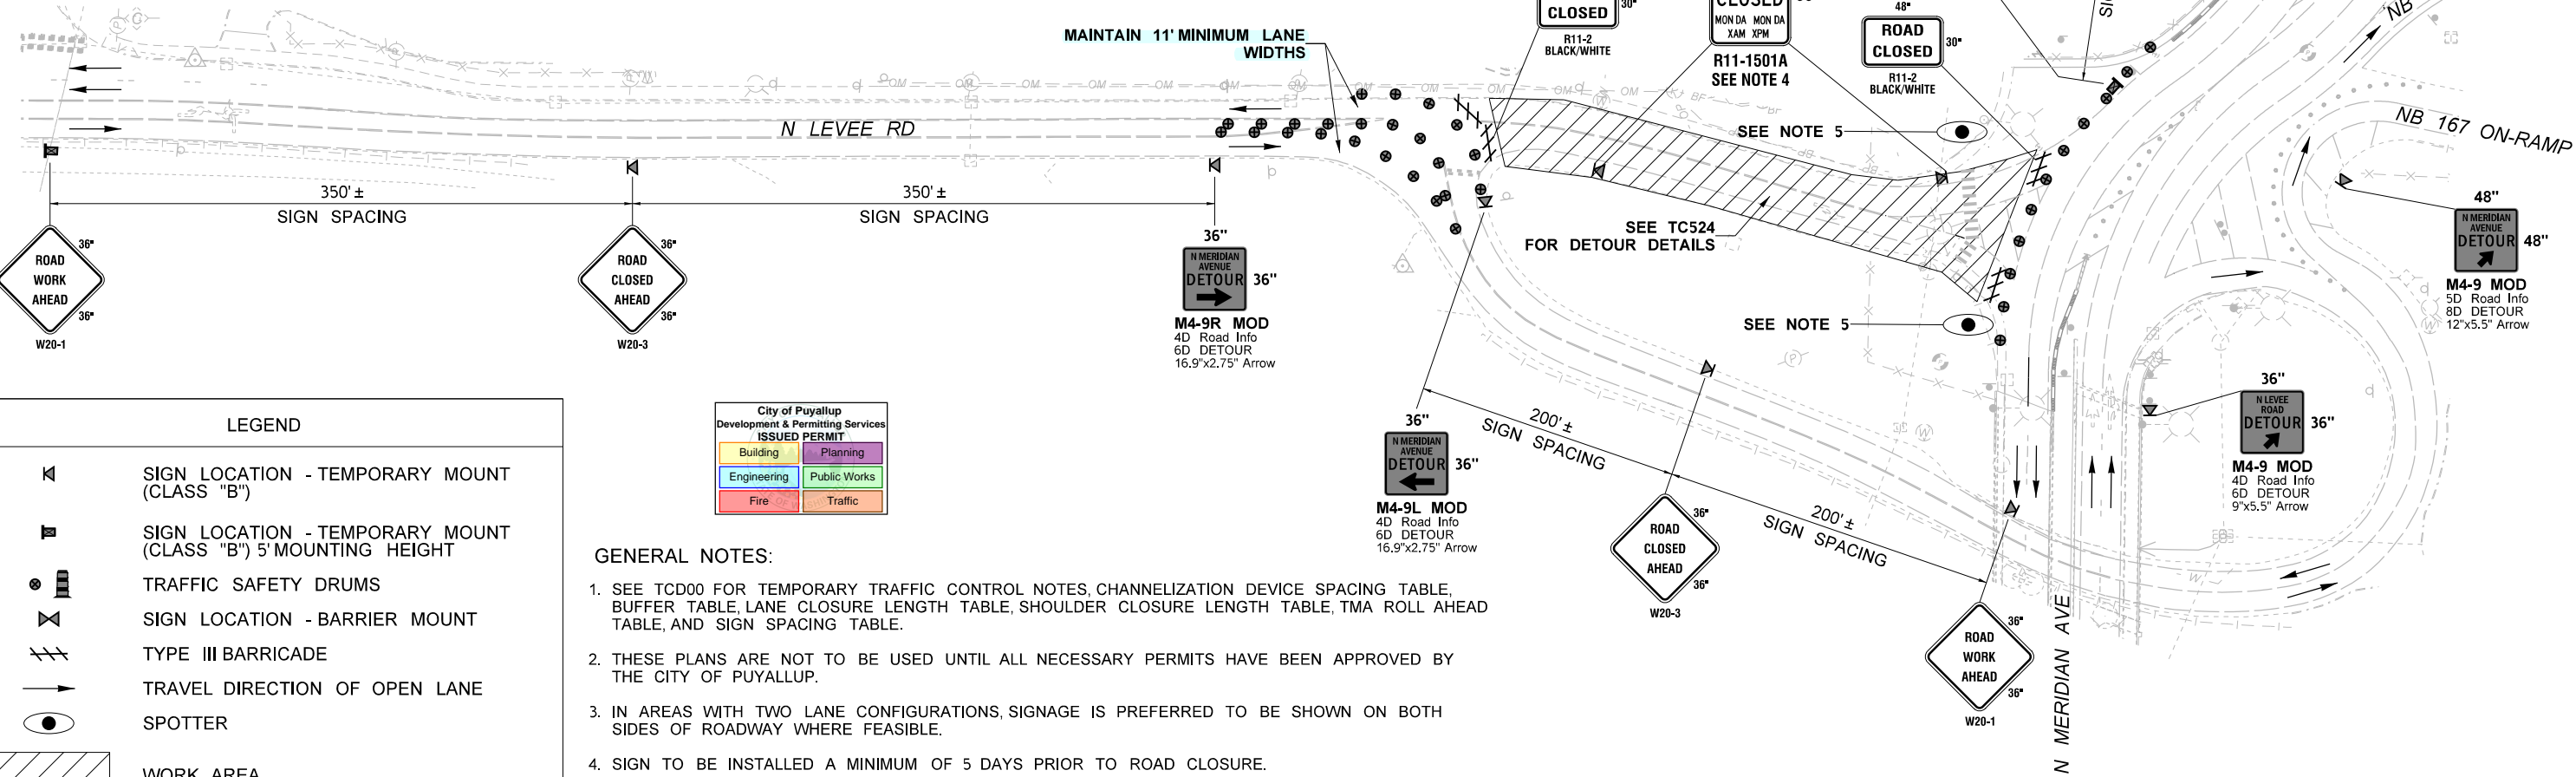 MAINTAIN 11' MINIMUM LANE
WIDTHS
CLOSED
30"
R11-2
BLACK/WHITE
CLOSED
MON DA MON DA
XAM XPM
R11-1501A
SEE NOTE 4
48"
ROAD
CLOSED
30"
R11-2
BLACK/WHITE
NB
NB 167 ON-RAMP
N LEVEE RD
SEE NOTE 5
SEE TC524
FOR DETOUR DETAILS
SEE NOTE 5
350' ±
SIGN SPACING
350' ±
SIGN SPACING
ROAD
WORK
AHEAD
36"
36"
W20-1
ROAD
CLOSED
AHEAD
36"
36"
W20-3
36"
N MERIDIAN
AVENUE
DETOUR
36"
M4-9R MOD
4D Road Info
6D DETOUR
16.9"x2.75" Arrow
48"
N MERIDIAN
AVENUE
DETOUR
48"
M4-9 MOD
5D Road Info
8D DETOUR
12"x5.5" Arrow
36"
N LEVEE
ROAD
DETOUR
36"
M4-9 MOD
4D Road Info
6D DETOUR
9"x5.5" Arrow
36"
N MERIDIAN
AVENUE
DETOUR
36"
M4-9L MOD
4D Road Info
6D DETOUR
16.9"x2.75" Arrow
200' ±
SIGN SPACING
200' ±
SIGN SPACING
ROAD
CLOSED
AHEAD
36"
36"
W20-3
ROAD
WORK
AHEAD
36"
36"
W20-1
N MERIDIAN AVE
LEGEND
SIGN LOCATION - TEMPORARY MOUNT
(CLASS "B")
SIGN LOCATION - TEMPORARY MOUNT
(CLASS "B") 5' MOUNTING HEIGHT
TRAFFIC SAFETY DRUMS
SIGN LOCATION - BARRIER MOUNT
TYPE III BARRICADE
TRAVEL DIRECTION OF OPEN LANE
SPOTTER
WORK AREA
City of Puyallup
Development & Permitting Services
ISSUED PERMIT
Building Planning
Engineering Public Works
Fire Traffic
GENERAL NOTES:
1. SEE TCD00 FOR TEMPORARY TRAFFIC CONTROL NOTES, CHANNELIZATION DEVICE SPACING TABLE,
BUFFER TABLE, LANE CLOSURE LENGTH TABLE, SHOULDER CLOSURE LENGTH TABLE, TMA ROLL AHEAD
TABLE, AND SIGN SPACING TABLE.
2. THESE PLANS ARE NOT TO BE USED UNTIL ALL NECESSARY PERMITS HAVE BEEN APPROVED BY
THE CITY OF PUYALLUP.
3. IN AREAS WITH TWO LANE CONFIGURATIONS, SIGNAGE IS PREFERRED TO BE SHOWN ON BOTH
SIDES OF ROADWAY WHERE FEASIBLE.
4. SIGN TO BE INSTALLED A MINIMUM OF 5 DAYS PRIOR TO ROAD CLOSURE.